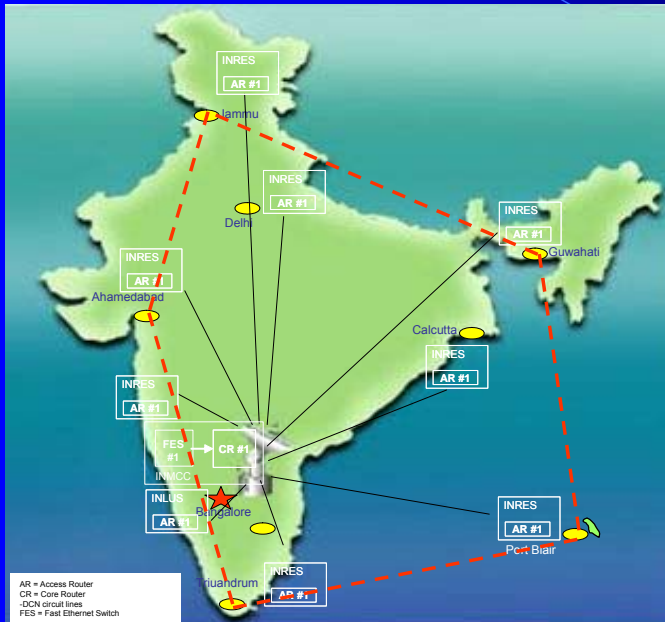 INRES
AR #1
Jammu
INRES
AR #1
Delhi
INRES
AR #1
Guwahati
INRES
AR #1
Ahamedabad
Calcutta
INRES
AR #1
INRES
AR #1
FES
#1
CR #1
INMCC
INLUS
AR #1
Bangalore
INRES
AR #1
Port Blair
INRES
AR #1
Triuandrum
AR = Access Router
CR = Core Router
-DCN circuit lines
FES = Fast Ethernet Switch